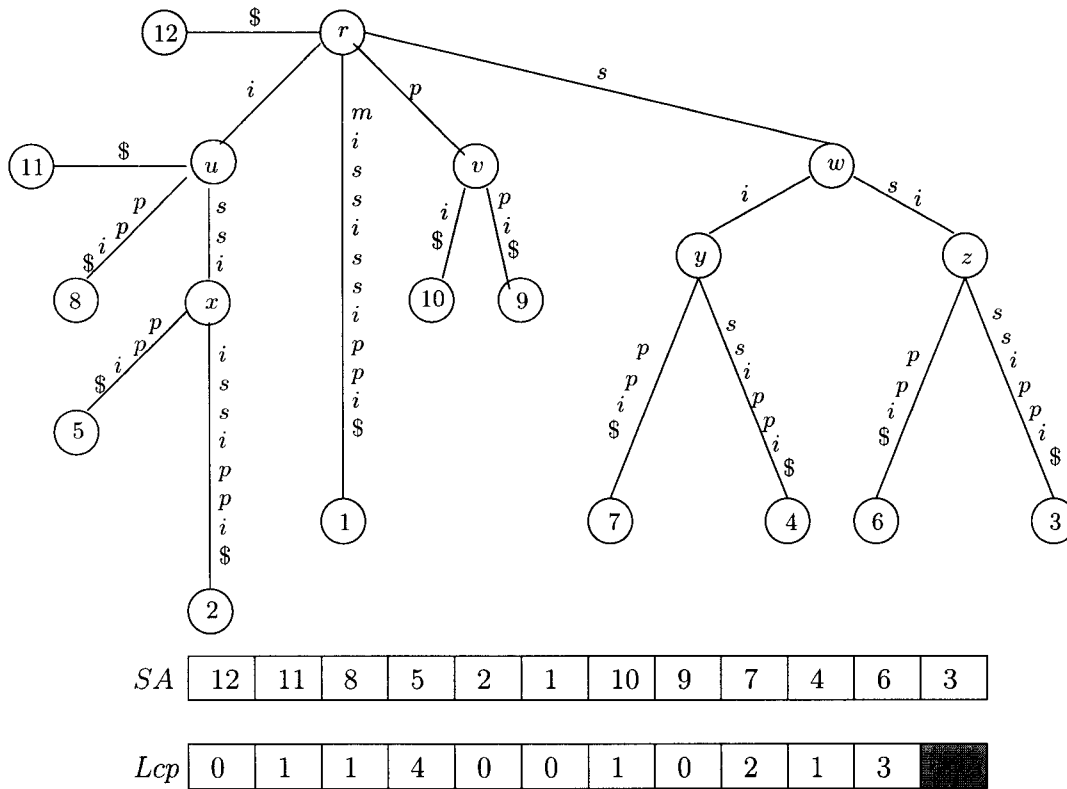 12 $ r
i
p
s
m i s s i s s i p p i $
11 $ u
v
w
p p i $
s s i
i $
p i $
i
s i
y
z
8
x
10
9
p p i $
i s s i p p i $
p p i $
s s i p p i $
p p i $
s s i p p i $
5
1
7
4
6
3
2
SA 12 11 8 5 2 1 10 9 7 4 6 3
Lcp 0 1 1 4 0 0 1 0 2 1 3